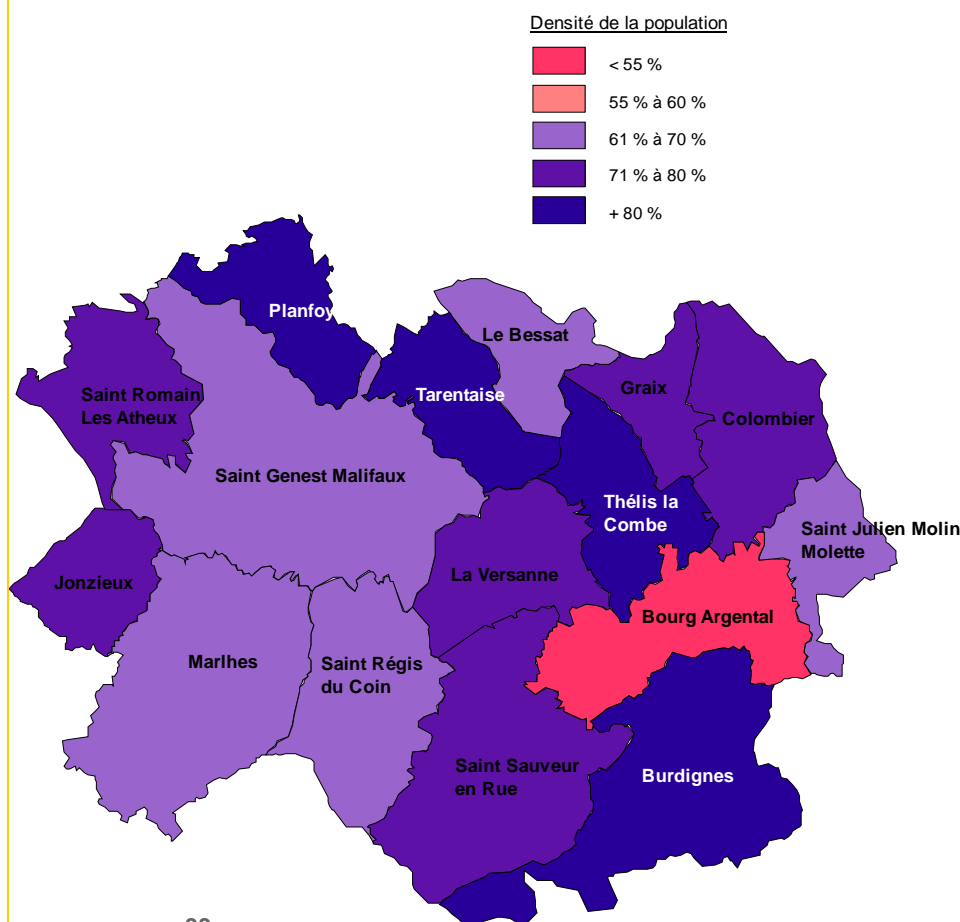 Densité de la population
< 55 %
55 % à 60 %
61 % à 70 %
71 % à 80 %
+ 80 %
Planfoy
Le Bessat
Saint Romain
Les Atheux
Tarentaise
Graix
Colombier
Saint Genest Malifaux
Thélis la
Combe
Saint Julien Molin
Molette
Jonzieux
La Versanne
Bourg Argental
Marlhes
Saint Régis
du Coin
Saint Sauveur
en Rue
Burdignes